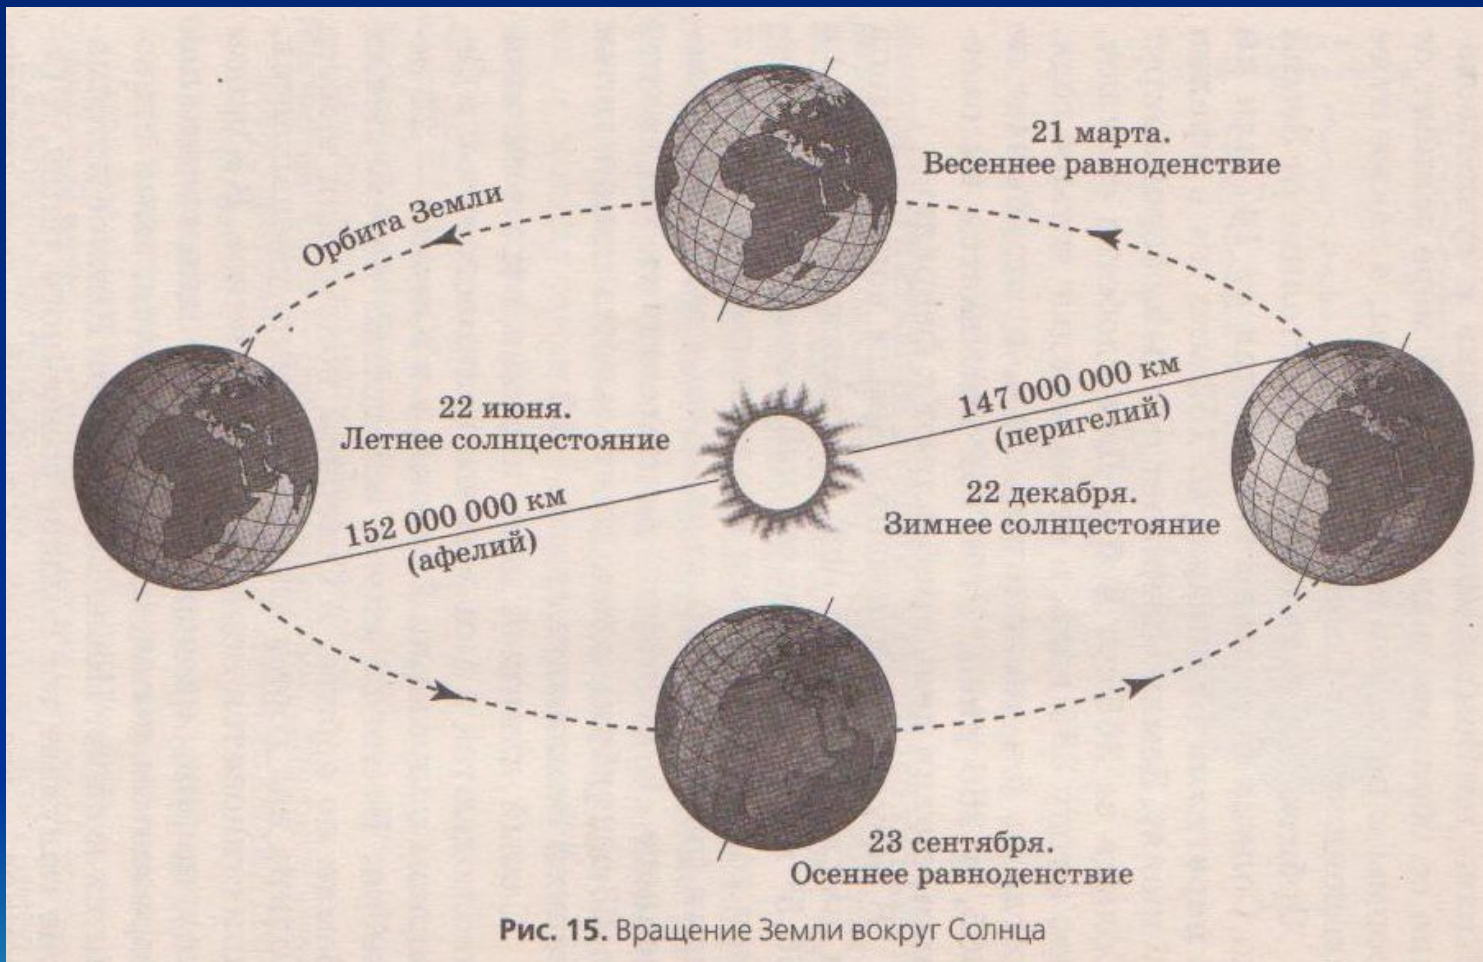 21 марта.
Весеннее равноденствие
Орбита Земли
147 000 000 км
(перигелий)
22 июня.
Летнее солнцестояние
22 декабря.
Зимнее солнцестояние
152 000 000 км
(афелий)
23 сентября.
Осеннее равноденствие
Рис. 15. Вращение Земли вокруг Солнца